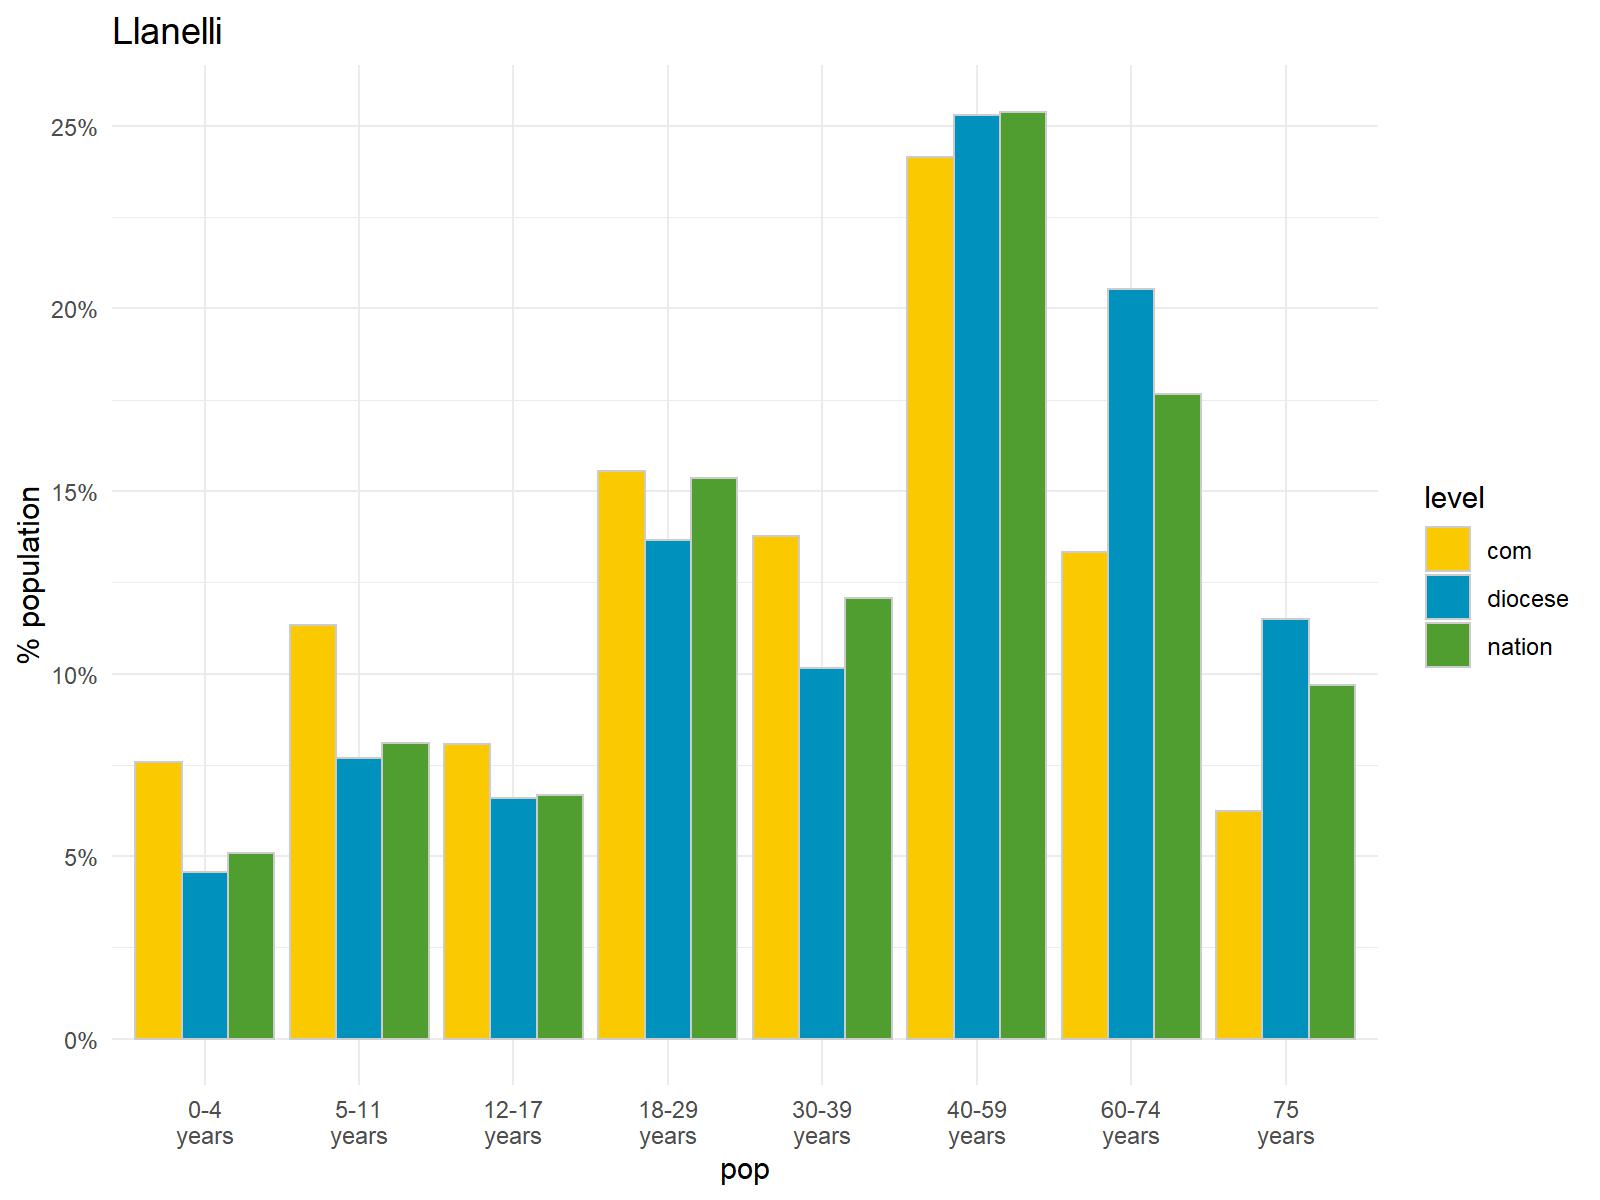 Llanelli
% population
25%
20%
15%
10%
5%
0%
0-4
years
5-11
years
12-17
years
18-29
years
30-39
years
40-59
years
60-74
years
75
years
pop
level
com
diocese
nation